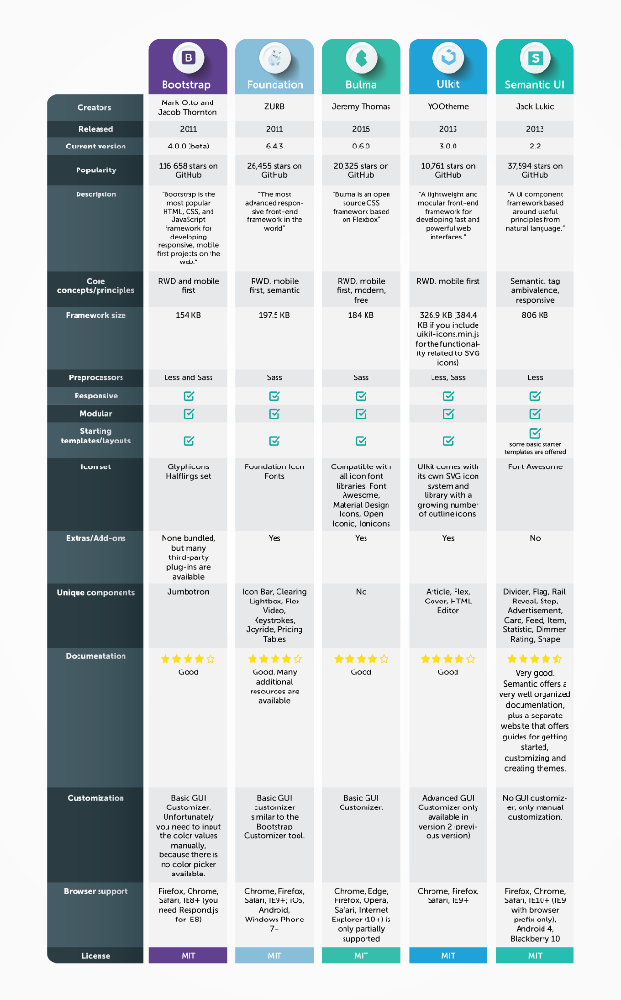 B
S
Bootstrap
Foundation
Bulma
UIkit
Semantic UI
Creators
Mark Otto and
Jacob Thornton
ZURB
Jeremy Thomas
YOOtheme
Jack Lukic
Released
2011
2011
2016
2013
2013
Current version
4.0.0 (beta)
6.4.3
0.6.0
3.0.0
2.2
Popularity
116 658 stars on
GitHub
26,455 stars on
GitHub
20,325 stars on
GitHub
10,761 stars on
GitHub
37,594 stars on
GitHub
Description
"Bootstrap is the
most popular
HTML, CSS, and
JavaScript
framework for
developing
responsive, mobile
first projects on the
web."
"The most
advanced respon-
sive front-end
framework in the
world"
"Bulma is an open
source CSS
framework based
on Flexbox"
"A lightweight and
modular front-end
framework for
developing fast and
powerful web
interfaces."
"A UI component
framework based
around useful
principles from
natural language."
Core
concepts/principles
RWD and mobile
first
RWD, mobile
first, semantic
RWD, mobile
first, modern,
free
RWD, mobile first
Semantic, tag
ambivalence,
responsive
Framework size
154 KB
197.5 KB
184 KB
326.9 KB (384.4
KB if you include
uikit-icons.min.js
for the functional-
ity related to SVG
icons)
806 KB
Preprocessors
Less and Sass
Sass
Sass
Less, Sass
Less
Responsive
Modular
Starting
templates/layouts
some basic starter
templates are offered
Icon set
Glyphicons
Halflings set
Foundation Icon
Fonts
Compatible with
all icon font
libraries: Font
Awesome,
Material Design
Icons, Open
Iconic, Ionicons
UIkit comes with
its own SVG icon
system and
library with a
growing number
of outline icons.
Font Awesome
Extras/Add-ons
None bundled,
but many
third-party
plug-ins are
available
Yes
Yes
Yes
No
Unique components
Jumbotron
Icon Bar, Clearing
Lightbox, Flex
Video,
Keystrokes,
Joyride, Pricing
Tables
No
Article, Flex,
Cover, HTML
Editor
Divider, Flag, Rail,
Reveal, Step,
Advertisement,
Card, Feed, Item,
Statistic, Dimmer,
Rating, Shape
Documentation
Good
Good. Many
additional
resources are
available
Good
Good
Very good.
Semantic offers a
very well organized
documentation,
plus a separate
website that offers
guides for getting
started,
customizing and
creating themes.
Customization
Basic GUI
Customizer.
Unfortunately
you need to input
the color values
manually,
because there is
no color picker
available.
Basic GUI
customizer
similar to the
Bootstrap
Customizer tool.
Basic GUI
Customizer.
Advanced GUI
Customizer only
available in
version 2 (previ-
ous version)
No GUI customiz-
er, only manual
customization.
Browser support
Firefox, Chrome,
Safari, IE8+ (you
need Respond.js
for IE8)
Chrome, Firefox,
Safari, IE9+; iOS,
Android,
Windows Phone
7+
Chrome, Edge,
Firefox, Opera,
Safari, Internet
Explorer (10+) is
only partially
supported
Chrome, Firefox,
Safari, IE9+
Firefox, Chrome,
Safari, IE10+ (IE9
with browser
prefix only),
Android 4,
Blackberry 10
License
MIT
MIT
MIT
MIT
MIT